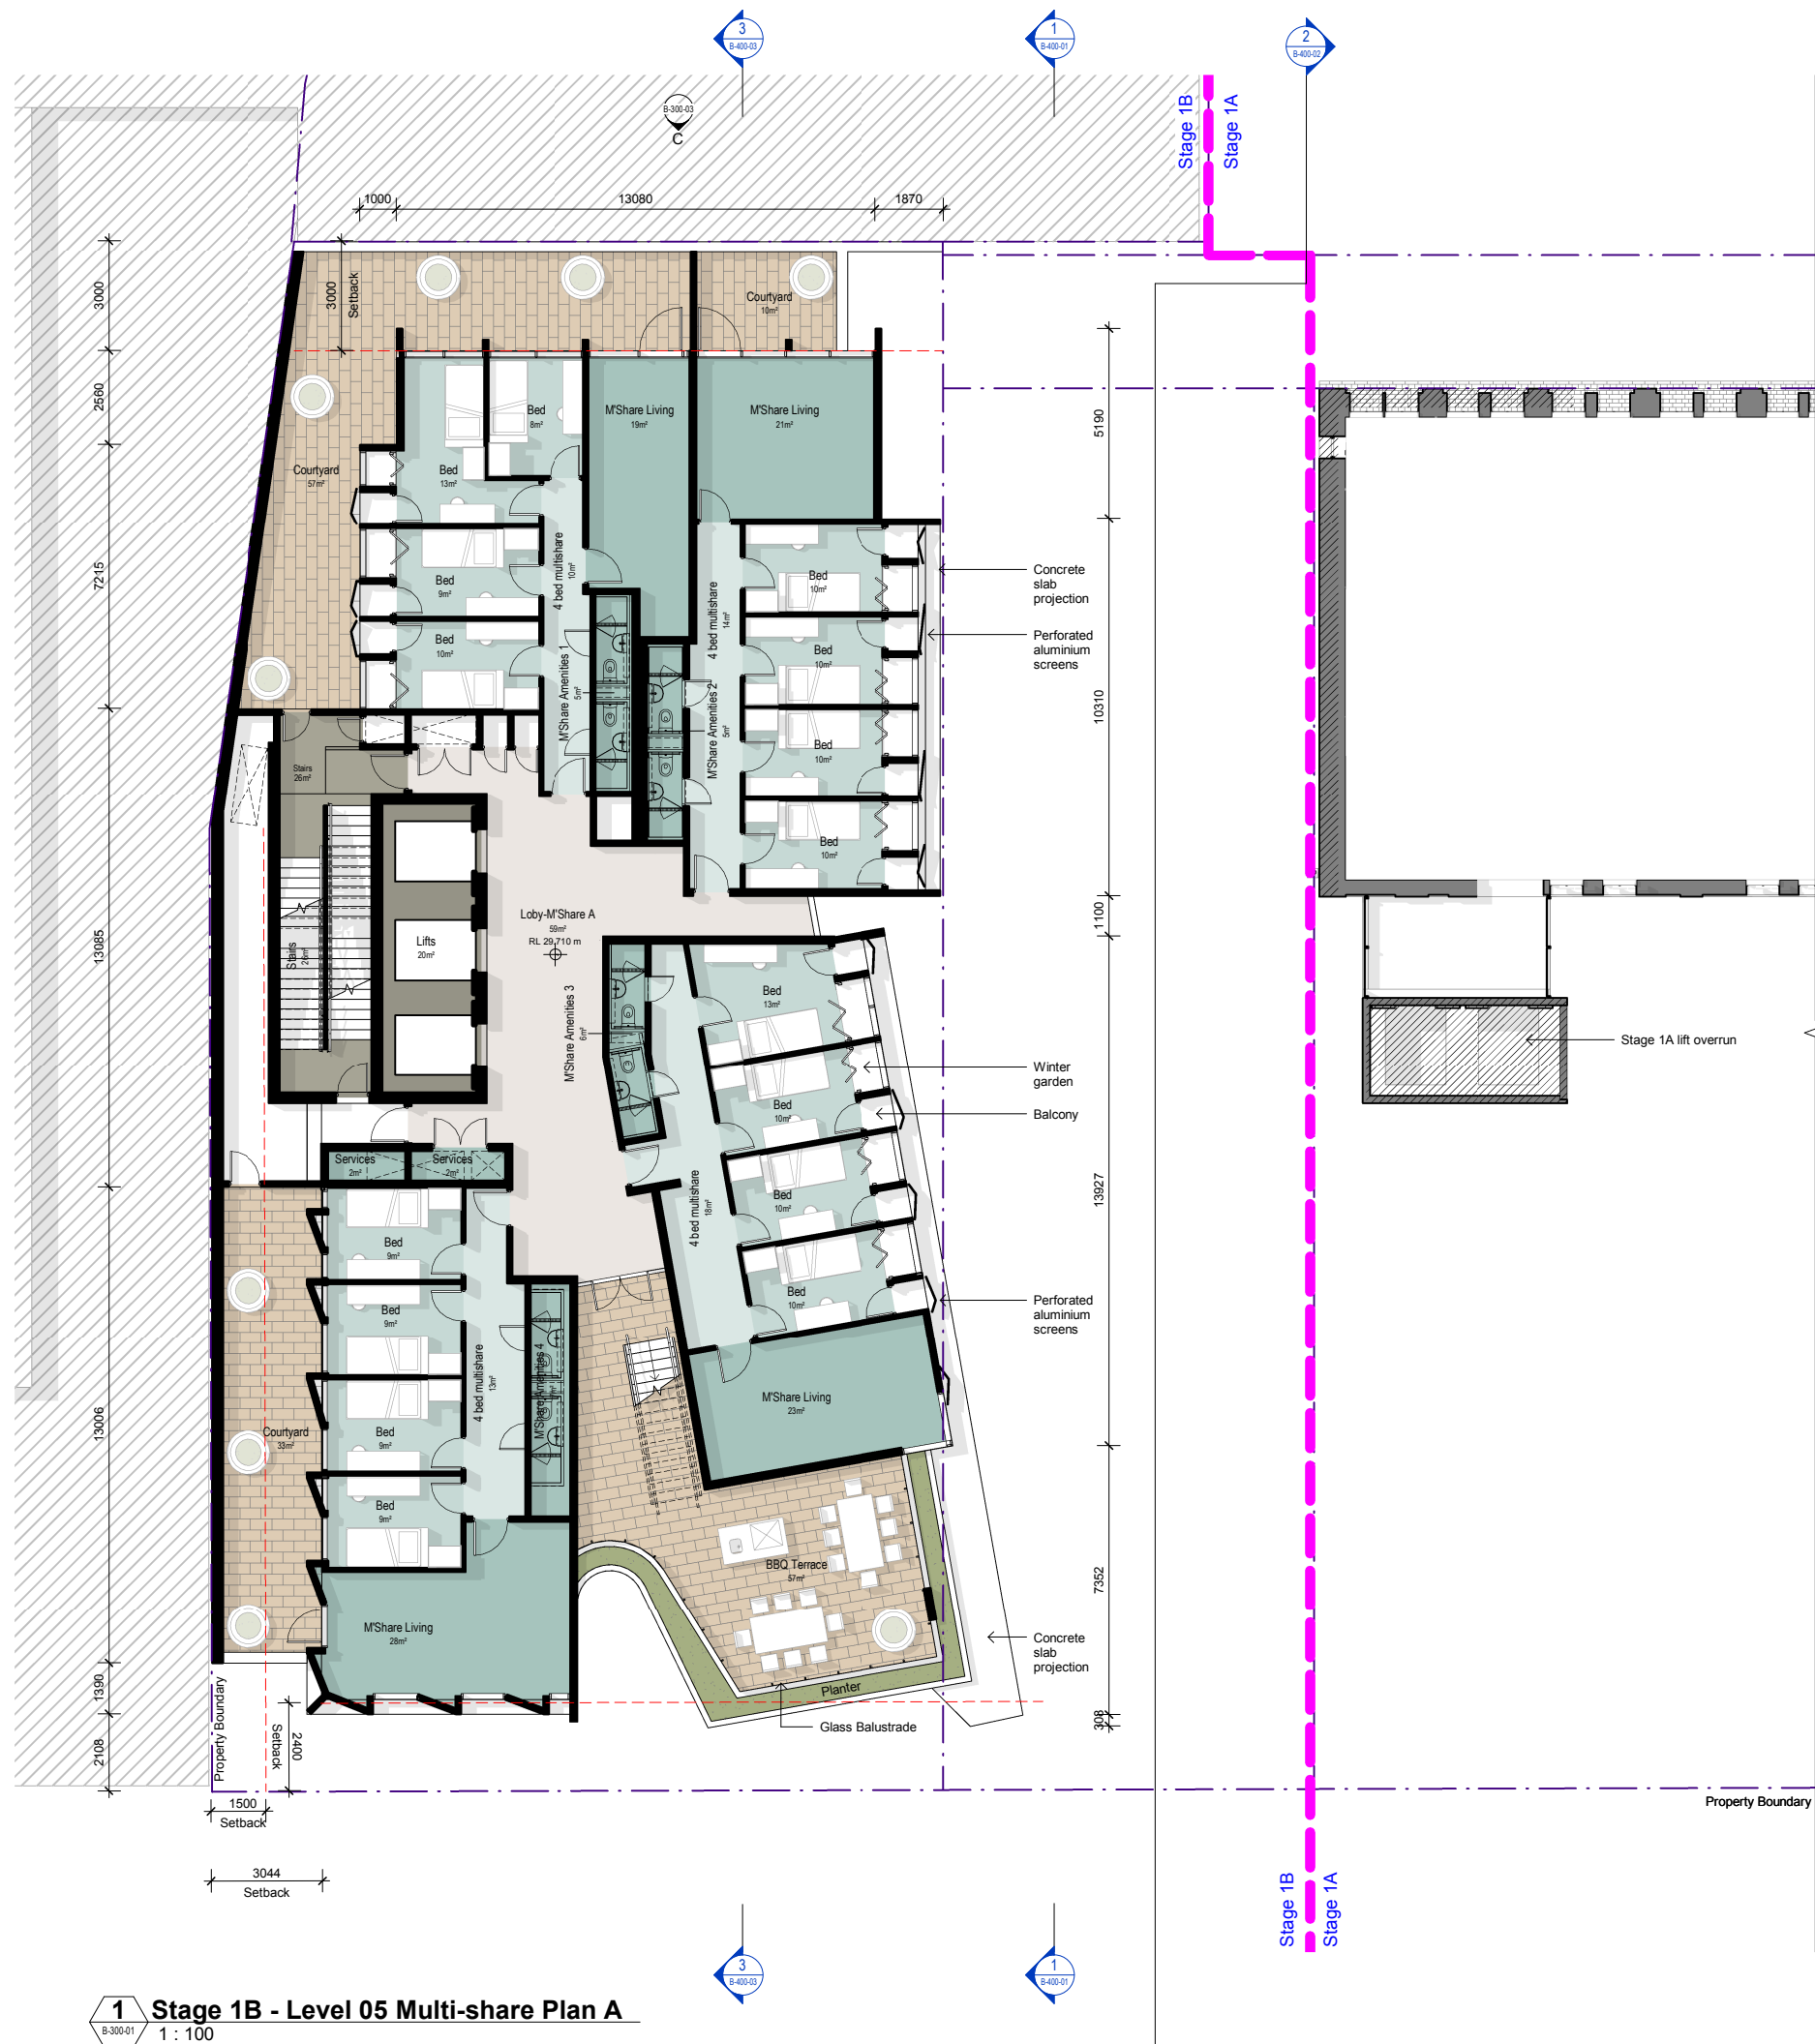 3
B-400-03
1
B-400-01
2
B-400-02
B-300-03
C
Stage 1B
Stage 1A
1000
13080
1870
3000
3000
Setback
2560
7215
13085
13006
1390
2108
Courtyard
10m²
Courtyard
57m²
Bed
13m²
Bed
8m²
M'Share Living
19m²
M'Share Living
21m²
Bed
9m²
Bed
10m²
4 bed multishare
10m²
M'Share Amenities 1
5m²
4 bed multishare
14m²
M'Share Amenities 2
5m²
Bed
10m²
Bed
10m²
Bed
10m²
Bed
10m²
5190
10310
1100
13927
7352
308
Concrete
slab
projection
Perforated
aluminium
screens
Stairs
26m²
Stairs
26m²
Lifts
20m²
Loby-M'Share A
59m²
RL 29.710 m
M'Share Amenities 3
6m²
Bed
13m²
Bed
10m²
Bed
10m²
Bed
10m²
4 bed multishare
18m²
Winter
garden
Balcony
Stage 1A lift overrun
Services
2m²
Services
2m²
Bed
9m²
Bed
9m²
Bed
9m²
Bed
9m²
4 bed multishare
13m²
M'Share Amenities 4
Courtyard
33m²
M'Share Living
23m²
Perforated
aluminium
screens
BBQ Terrace
57m²
M'Share Living
28m²
Concrete
slab
projection
Planter
Glass Balustrade
Property Boundary
2400
Setback
1500
Setback
3044
Setback
Property Boundary
Stage 1B
Stage 1A
3
B-400-03
1
B-400-01
1
B-300-01
Stage 1B - Level 05 Multi-share Plan A
1 : 100